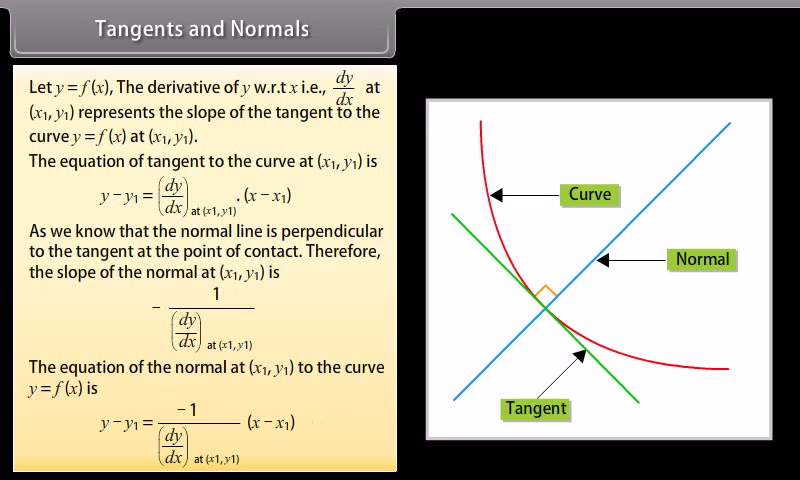 Tangents and Normals
Let y = f (x), The derivative of y w.r.t x i.e., dy/dx at
(x₁, y₁) represents the slope of the tangent to the
curve y = f (x) at (x₁, y₁).
The equation of tangent to the curve at (x₁, y₁) is
y − y₁ = (dy/dx) at (x1, y1) . (x − x₁)
As we know that the normal line is perpendicular
to the tangent at the point of contact. Therefore,
the slope of the normal at (x₁, y₁) is
− 1/(dy/dx) at (x1, y1)
The equation of the normal at (x₁, y₁) to the curve
y = f (x) is
y − y₁ = −1/(dy/dx) at (x1, y1) (x − x₁)
Curve
Normal
Tangent